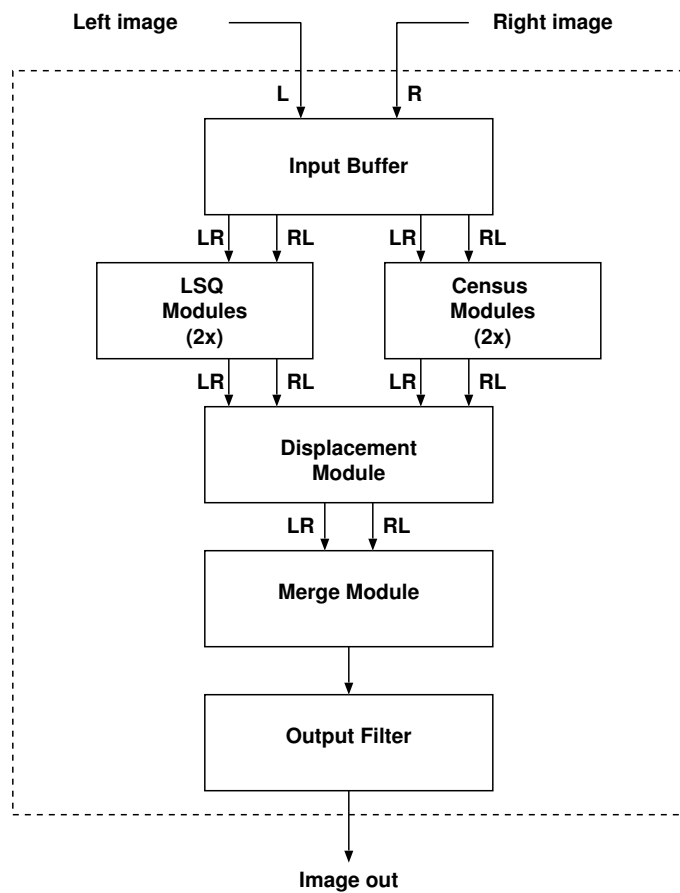 Left image
Right image
L
R
Input Buffer
LR
RL
LR
RL
LSQ
Modules
(2x)
Census
Modules
(2x)
LR
RL
LR
RL
Displacement
Module
LR
RL
Merge Module
Output Filter
Image out